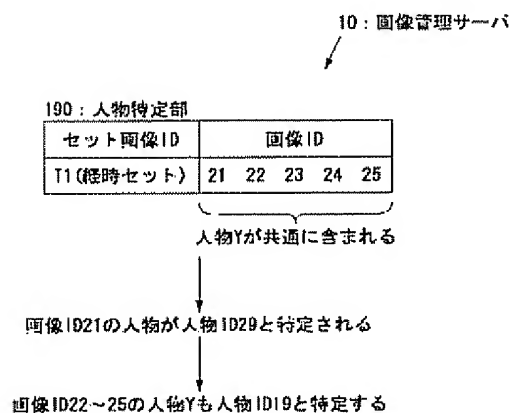 10：画像管理サーバ
190：人物特定部
セット画像ID 画像ID
T1(経時セット) 21 22 23 24 25
人物Yが共通に含まれる
画像ID21の人物が人物ID29と特定される
画像ID22～25の人物Yも人物ID19と特定する